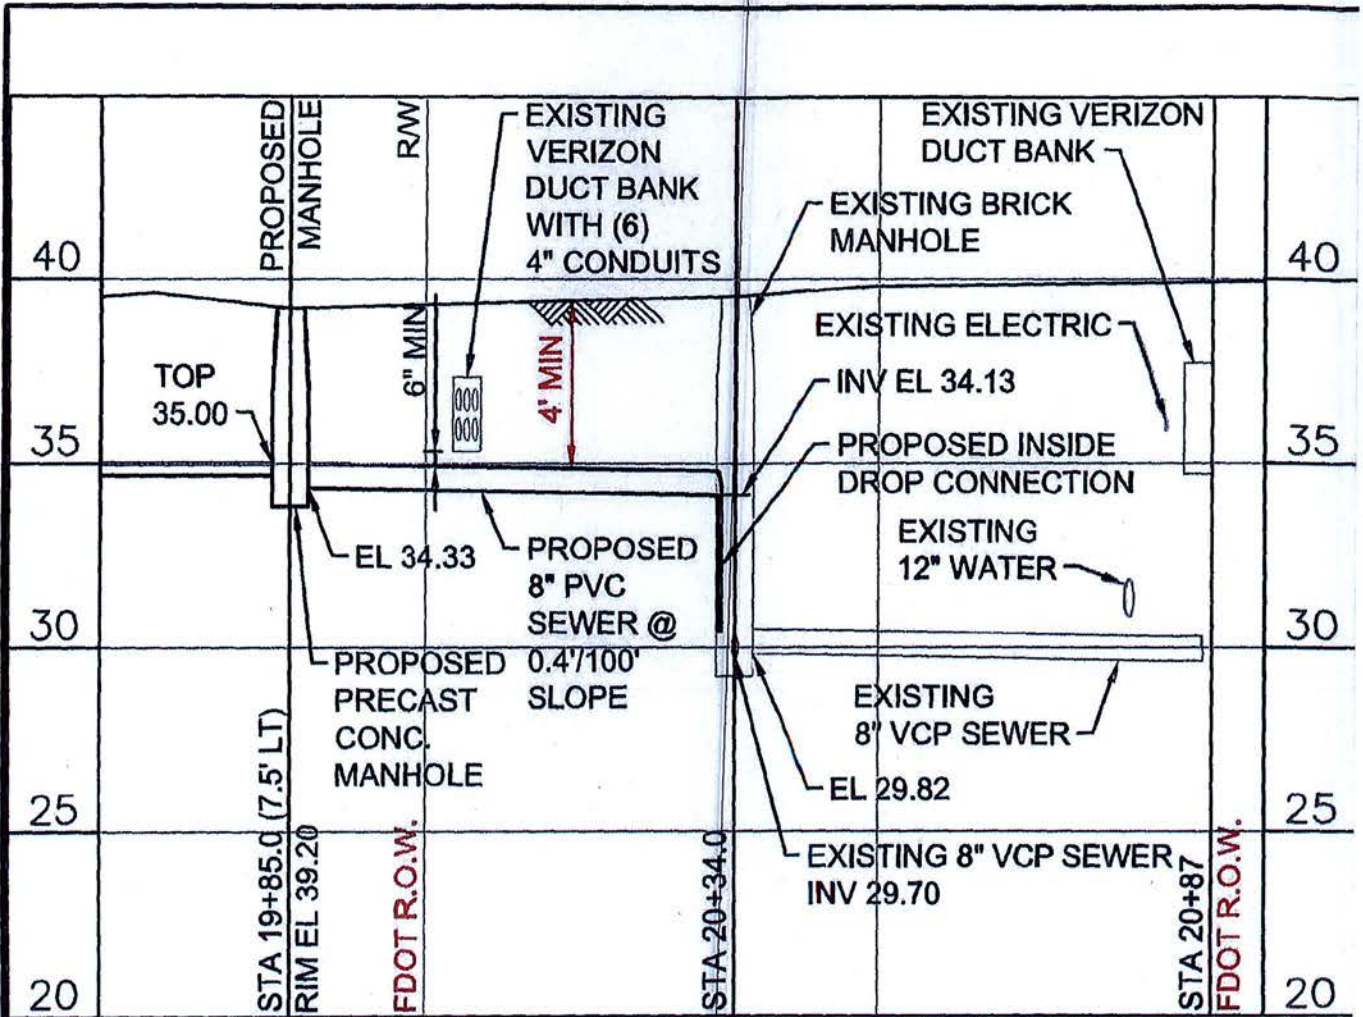 PROPOSED
MANHOLE
R/W
EXISTING
VERIZON
DUCT BANK
WITH (6)
4" CONDUITS
EXISTING VERIZON
DUCT BANK
EXISTING BRICK
MANHOLE
40
40
6" MIN
4' MIN
EXISTING ELECTRIC
TOP
35.00
INV EL 34.13
35
35
PROPOSED INSIDE
DROP CONNECTION
EL 34.33
PROPOSED
8" PVC
SEWER @
0.4'/100'
SLOPE
EXISTING
12" WATER
30
30
PROPOSED
PRECAST
CONC.
MANHOLE
EXISTING
8" VCP SEWER
EL 29.82
25
25
EXISTING 8" VCP SEWER
INV 29.70
STA 19+85.0 (7.5' LT)
RIM EL 39.20
FDOT R.O.W.
STA 20+34.0
STA 20+87
FDOT R.O.W.
20
20